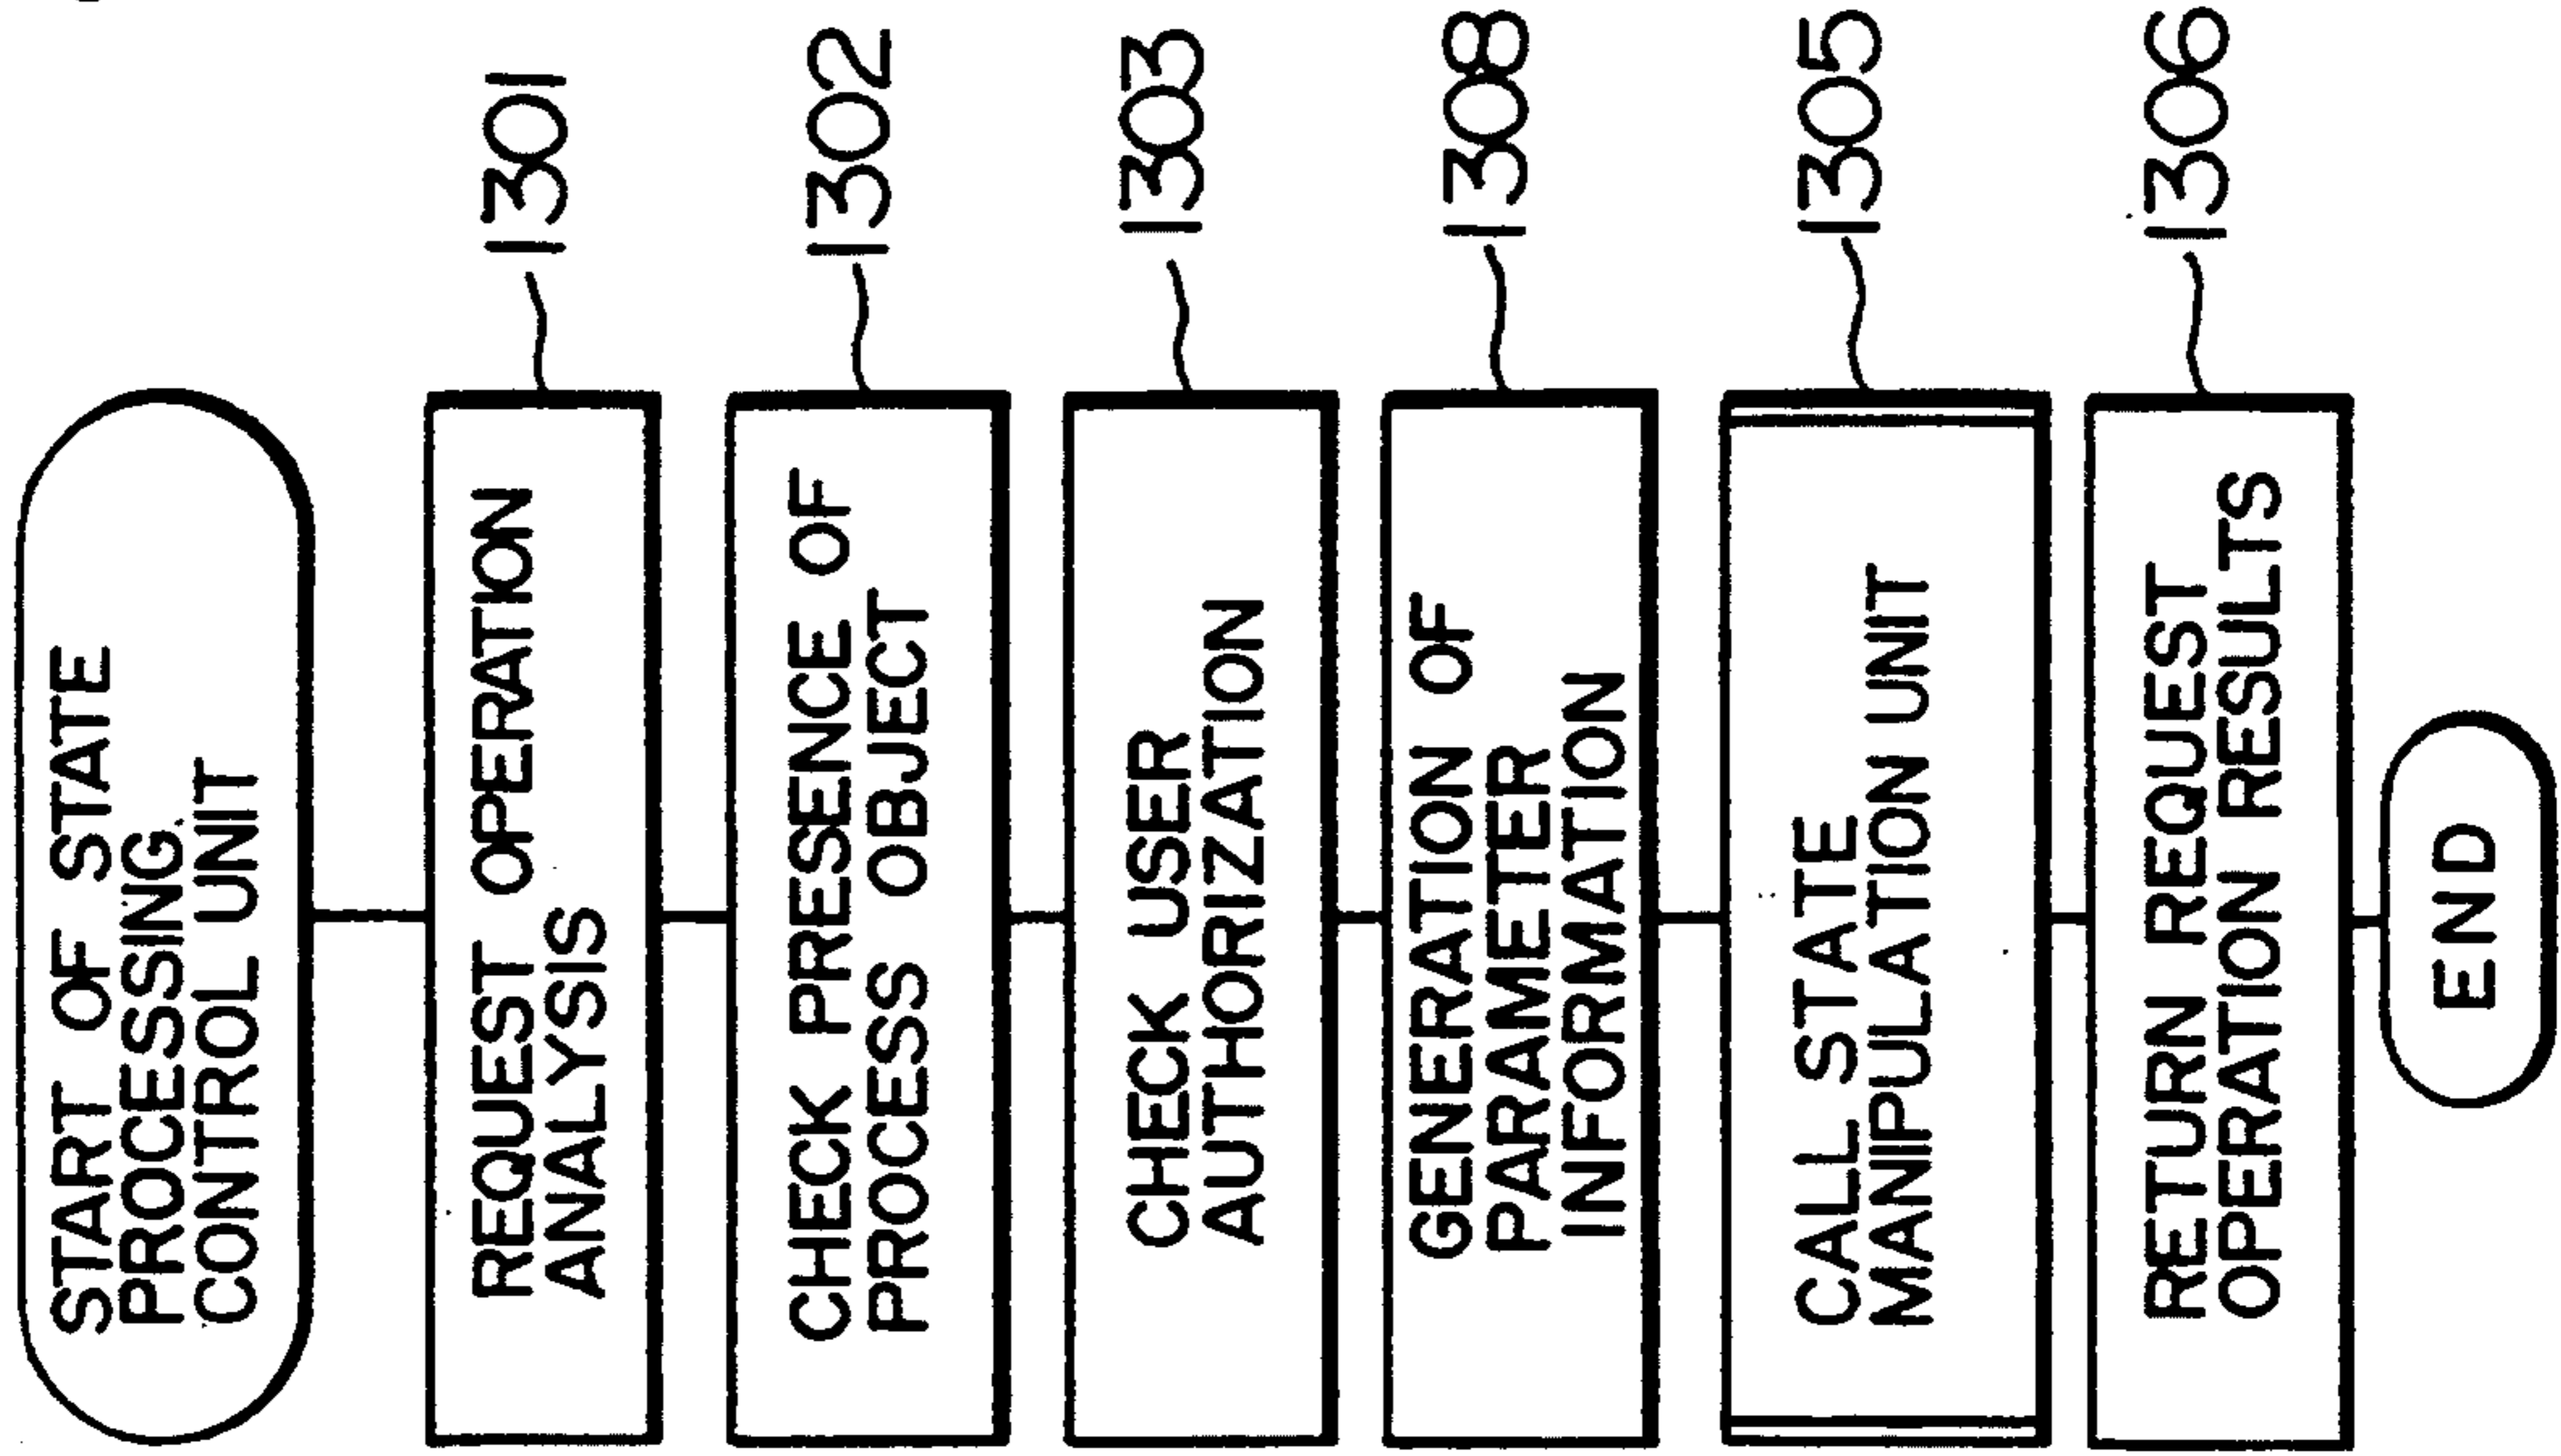 START OF STATE
PROCESSING
CONTROL UNIT
REQUEST OPERATION
ANALYSIS
1301
CHECK PRESENCE OF
PROCESS OBJECT
1302
CHECK USER
AUTHORIZATION
1303
GENERATION OF
PARAMETER
INFORMATION
1308
CALL STATE
MANIPULATION UNIT
1305
RETURN REQUEST
OPERATION RESULTS
1306
END